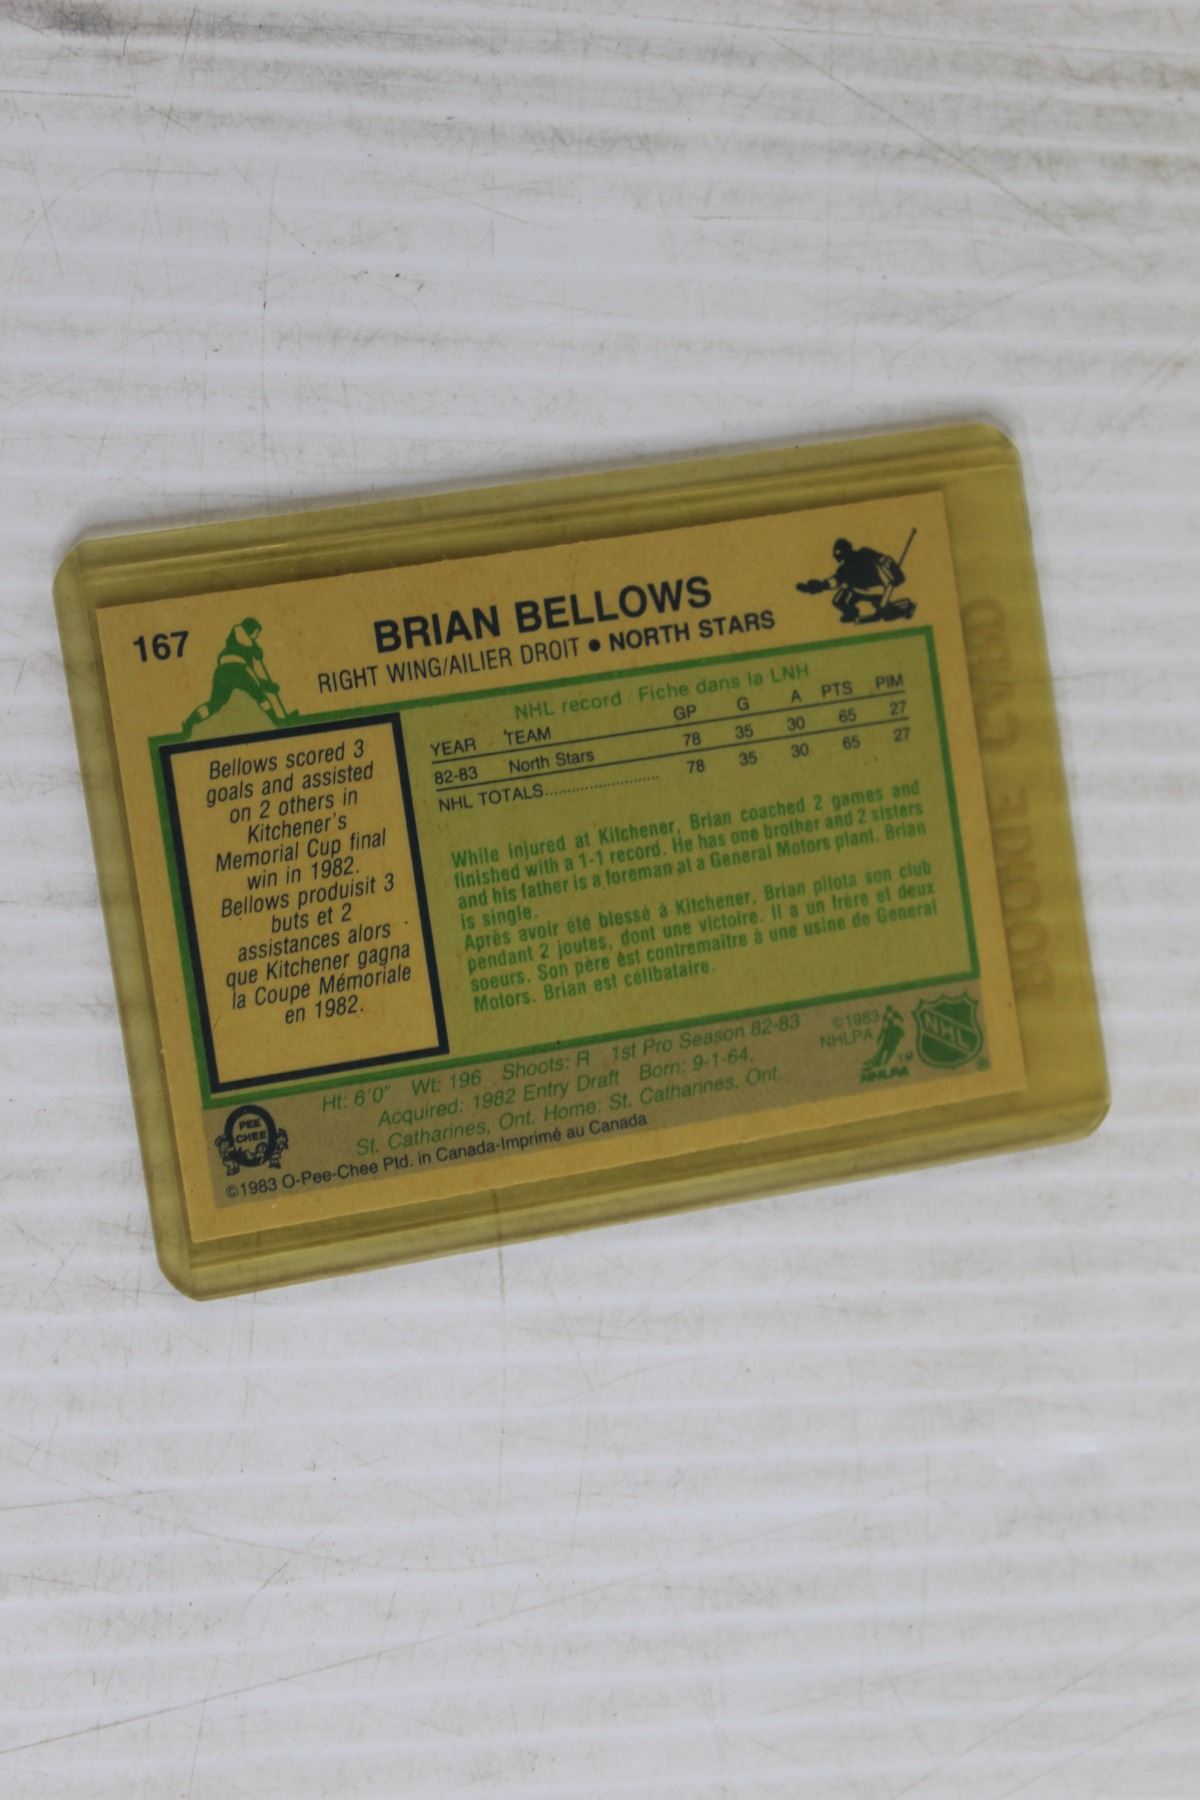 167
BRIAN BELLOWS
RIGHT WING/AILIER DROIT • NORTH STARS
Bellows scored 3
goals and assisted
on 2 others in
Kitchener's
Memorial Cup final
win in 1982.
Bellows produisit 3
buts et 2
assistances alors
que Kitchener gagna
la Coupe Mémoriale
en 1982.
NHL record / Fiche dans la LNH
YEAR TEAM GP G A PTS PIM
82-83 North Stars 78 35 30 65 27
NHL TOTALS........................... 78 35 30 65 27
While injured at Kitchener, Brian coached 2 games and
finished with a 1-1 record. He has one brother and 2 sisters
and his father is a foreman at a General Motors plant. Brian
is single.
Après avoir été blessé à Kitchener, Brian pilota son club
pendant 2 joutes, dont une victoire. Il a un frère et deux
soeurs. Son père est contremaître à une usine de General
Motors. Brian est célibataire.
Ht: 6'0" Wt: 196 Shoots: R 1st Pro Season 82-83
Acquired: 1982 Entry Draft Born: 9-1-64,
St. Catharines, Ont. Home: St. Catharines, Ont.
©1983 O-Pee-Chee Ptd. in Canada-Imprimé au Canada
PEE
CHEE
©1983
NHLPA
NHLPA
TM
NHL
®
ROOKIE CARD